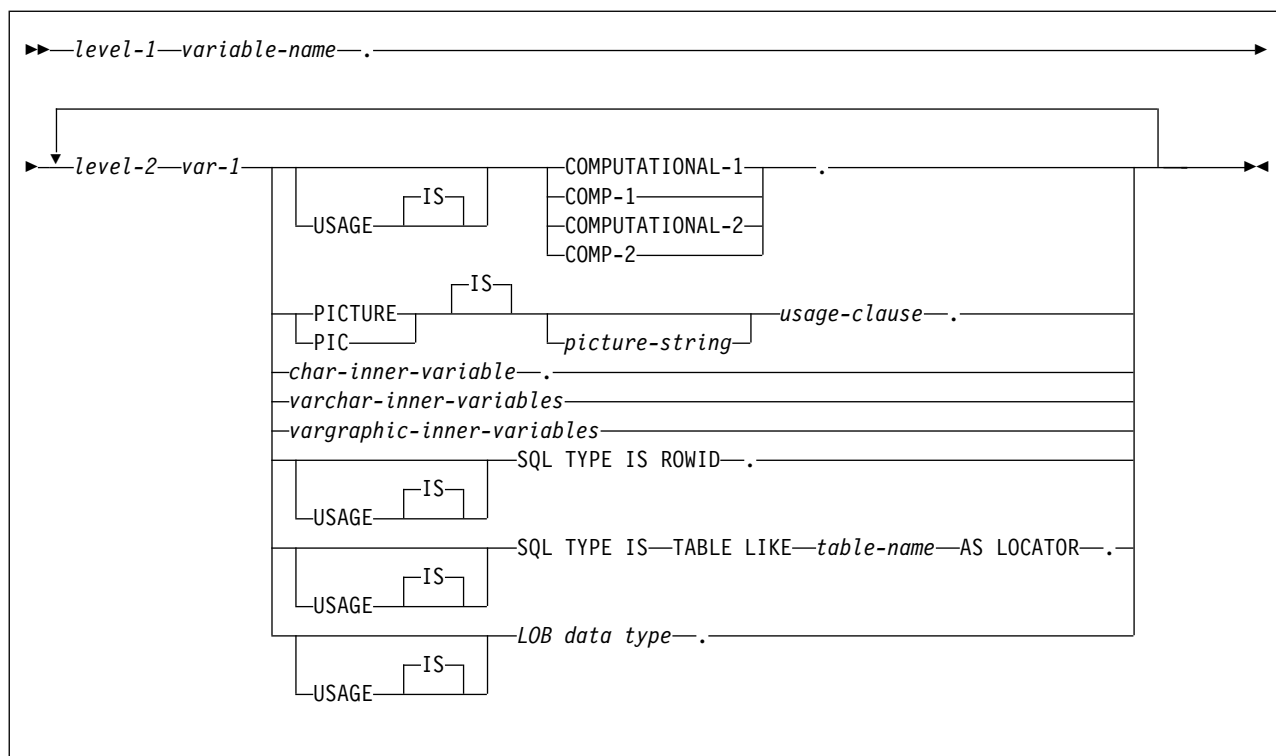 level-1 variable-name .
level-2 var-1 COMPUTATIONAL-1 .
IS
USAGE
COMP-1
COMPUTATIONAL-2
COMP-2
IS
PICTURE usage-clause .
PIC picture-string
char-inner-variable .
varchar-inner-variables
vargraphic-inner-variables
SQL TYPE IS ROWID .
IS
USAGE
SQL TYPE IS TABLE LIKE table-name AS LOCATOR .
IS
USAGE
LOB data type .
IS
USAGE